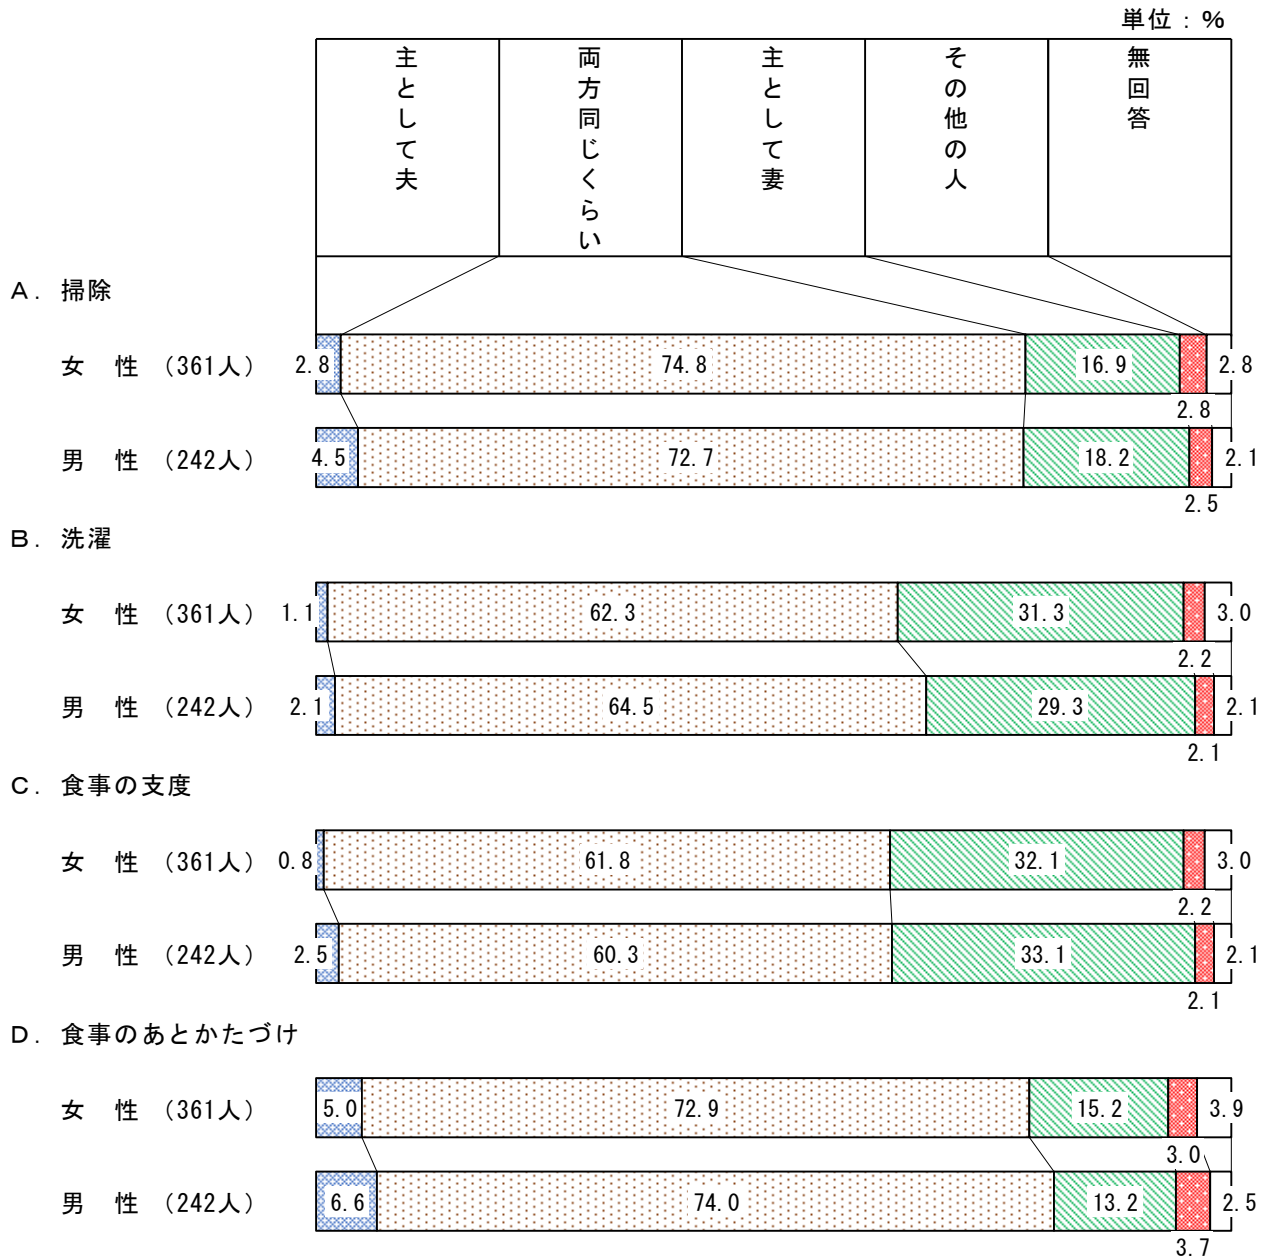 単位：%
主として夫
両方同じくらい
主として妻
その他の人
無回答
A．掃除
女 性 （361人） 2.8 74.8 16.9 2.8
2.8
男 性 （242人） 4.5 72.7 18.2 2.1
2.5
B．洗濯
女 性 （361人） 1.1 62.3 31.3 3.0
2.2
男 性 （242人） 2.1 64.5 29.3 2.1
2.1
C．食事の支度
女 性 （361人） 0.8 61.8 32.1 3.0
2.2
男 性 （242人） 2.5 60.3 33.1 2.1
2.1
D．食事のあとかたづけ
女 性 （361人） 5.0 72.9 15.2 3.9
3.0
男 性 （242人） 6.6 74.0 13.2 2.5
3.7